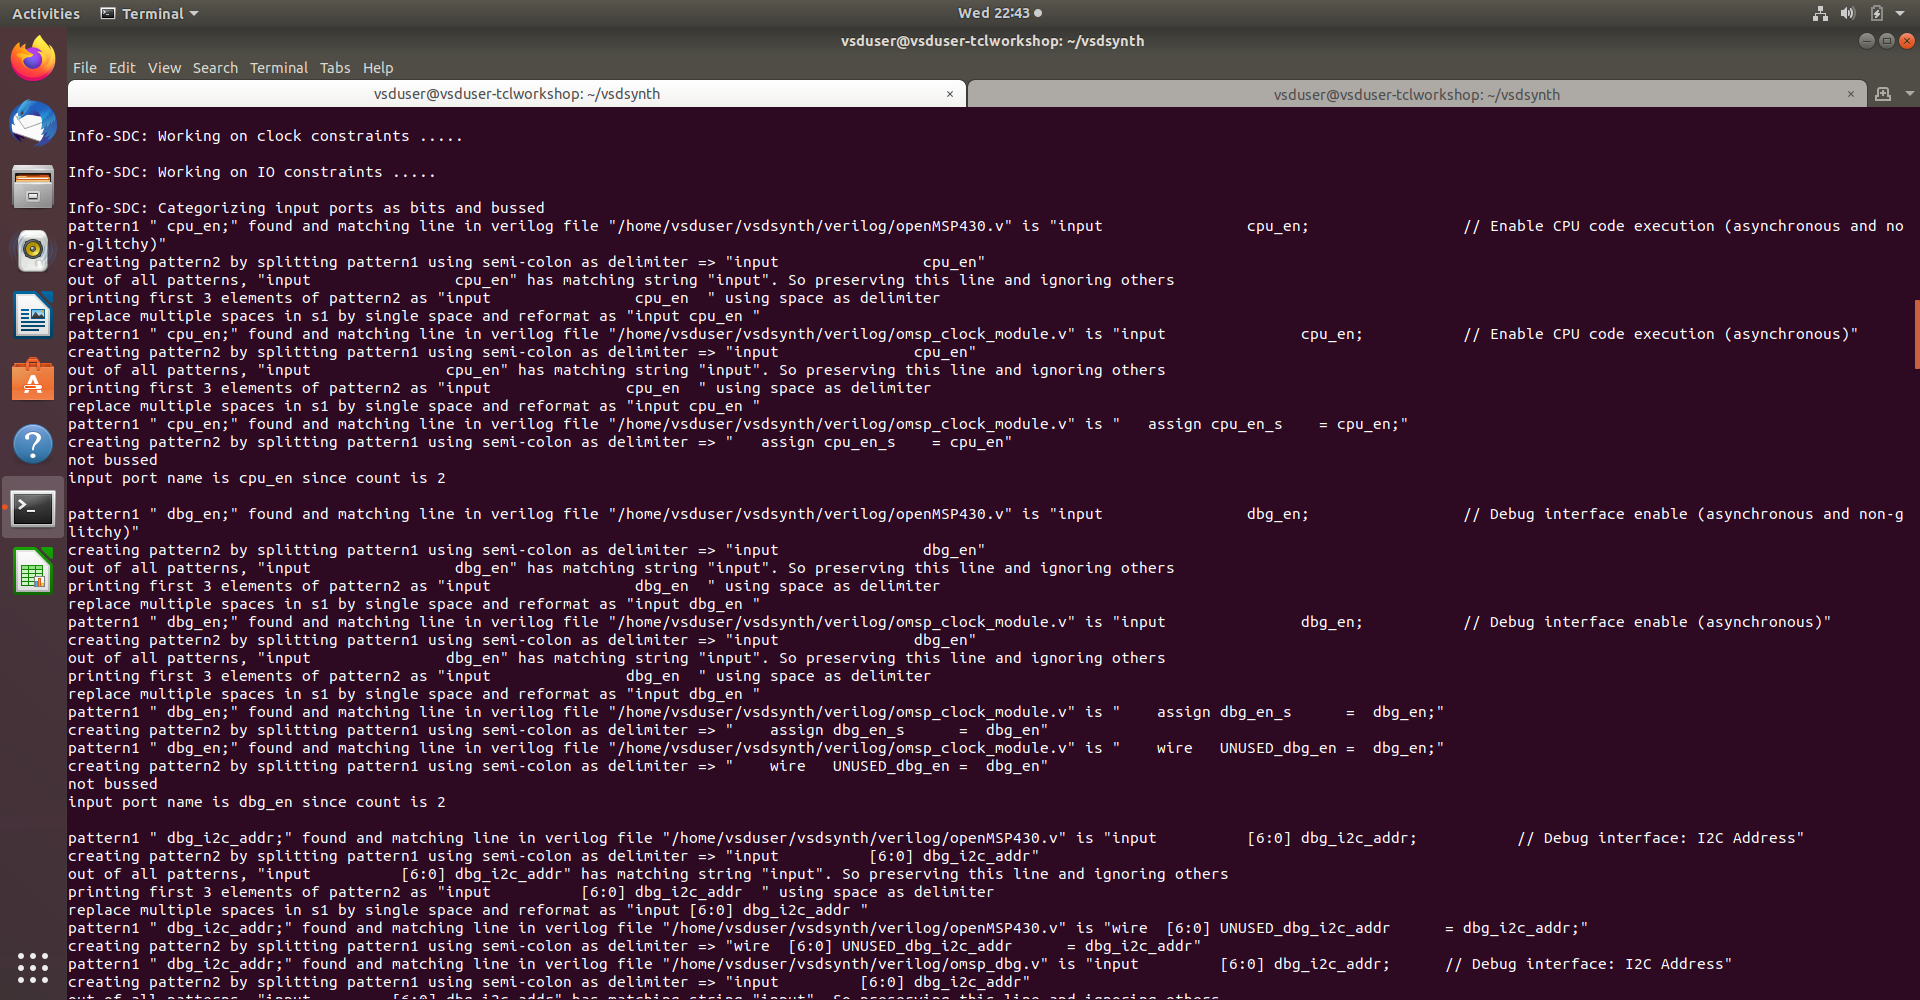 Activities Terminal Wed 22:43
vsduser@vsduser-tclworkshop: ~/vsdsynth
File Edit View Search Terminal Tabs Help
vsduser@vsduser-tclworkshop: ~/vsdsynth × vsduser@vsduser-tclworkshop: ~/vsdsynth ×
Info-SDC: Working on clock constraints .....
Info-SDC: Working on IO constraints .....
Info-SDC: Categorizing input ports as bits and bussed
pattern1 " cpu_en;" found and matching line in verilog file "/home/vsduser/vsdsynth/verilog/openMSP430.v" is "input                cpu_en;                 // Enable CPU code execution (asynchronous and no
n-glitchy)"
creating pattern2 by splitting pattern1 using semi-colon as delimiter => "input                cpu_en"
out of all patterns, "input                cpu_en" has matching string "input". So preserving this line and ignoring others
printing first 3 elements of pattern2 as "input                cpu_en  " using space as delimiter
replace multiple spaces in s1 by single space and reformat as "input cpu_en "
pattern1 " cpu_en;" found and matching line in verilog file "/home/vsduser/vsdsynth/verilog/omsp_clock_module.v" is "input               cpu_en;           // Enable CPU code execution (asynchronous)"
creating pattern2 by splitting pattern1 using semi-colon as delimiter => "input               cpu_en"
out of all patterns, "input               cpu_en" has matching string "input". So preserving this line and ignoring others
printing first 3 elements of pattern2 as "input               cpu_en  " using space as delimiter
replace multiple spaces in s1 by single space and reformat as "input cpu_en "
pattern1 " cpu_en;" found and matching line in verilog file "/home/vsduser/vsdsynth/verilog/omsp_clock_module.v" is "   assign cpu_en_s    = cpu_en;"
creating pattern2 by splitting pattern1 using semi-colon as delimiter => "   assign cpu_en_s    = cpu_en"
not bussed
input port name is cpu_en since count is 2
pattern1 " dbg_en;" found and matching line in verilog file "/home/vsduser/vsdsynth/verilog/openMSP430.v" is "input                dbg_en;                 // Debug interface enable (asynchronous and non-g
litchy)"
creating pattern2 by splitting pattern1 using semi-colon as delimiter => "input                dbg_en"
out of all patterns, "input                dbg_en" has matching string "input". So preserving this line and ignoring others
printing first 3 elements of pattern2 as "input                dbg_en  " using space as delimiter
replace multiple spaces in s1 by single space and reformat as "input dbg_en "
pattern1 " dbg_en;" found and matching line in verilog file "/home/vsduser/vsdsynth/verilog/omsp_clock_module.v" is "input               dbg_en;           // Debug interface enable (asynchronous)"
creating pattern2 by splitting pattern1 using semi-colon as delimiter => "input               dbg_en"
out of all patterns, "input               dbg_en" has matching string "input". So preserving this line and ignoring others
printing first 3 elements of pattern2 as "input               dbg_en  " using space as delimiter
replace multiple spaces in s1 by single space and reformat as "input dbg_en "
pattern1 " dbg_en;" found and matching line in verilog file "/home/vsduser/vsdsynth/verilog/omsp_clock_module.v" is "    assign dbg_en_s      =  dbg_en;"
creating pattern2 by splitting pattern1 using semi-colon as delimiter => "    assign dbg_en_s      =  dbg_en"
pattern1 " dbg_en;" found and matching line in verilog file "/home/vsduser/vsdsynth/verilog/omsp_clock_module.v" is "    wire   UNUSED_dbg_en =  dbg_en;"
creating pattern2 by splitting pattern1 using semi-colon as delimiter => "    wire   UNUSED_dbg_en =  dbg_en"
not bussed
input port name is dbg_en since count is 2
pattern1 " dbg_i2c_addr;" found and matching line in verilog file "/home/vsduser/vsdsynth/verilog/openMSP430.v" is "input          [6:0] dbg_i2c_addr;           // Debug interface: I2C Address"
creating pattern2 by splitting pattern1 using semi-colon as delimiter => "input          [6:0] dbg_i2c_addr"
out of all patterns, "input          [6:0] dbg_i2c_addr" has matching string "input". So preserving this line and ignoring others
printing first 3 elements of pattern2 as "input          [6:0] dbg_i2c_addr  " using space as delimiter
replace multiple spaces in s1 by single space and reformat as "input [6:0] dbg_i2c_addr "
pattern1 " dbg_i2c_addr;" found and matching line in verilog file "/home/vsduser/vsdsynth/verilog/openMSP430.v" is "wire  [6:0] UNUSED_dbg_i2c_addr      = dbg_i2c_addr;"
creating pattern2 by splitting pattern1 using semi-colon as delimiter => "wire  [6:0] UNUSED_dbg_i2c_addr      = dbg_i2c_addr"
pattern1 " dbg_i2c_addr;" found and matching line in verilog file "/home/vsduser/vsdsynth/verilog/omsp_dbg.v" is "input         [6:0] dbg_i2c_addr;      // Debug interface: I2C Address"
creating pattern2 by splitting pattern1 using semi-colon as delimiter => "input         [6:0] dbg_i2c_addr"
out of all patterns, "input         [6:0] dbg_i2c_addr" has matching string "input". So preserving this line and ignoring others